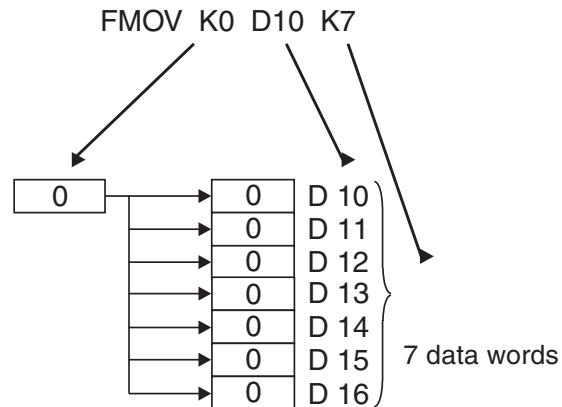 FMOV K0 D10 K7
0 0 D 10
0 D 11
0 D 12
0 D 13
0 D 14
0 D 15
0 D 16
7 data words